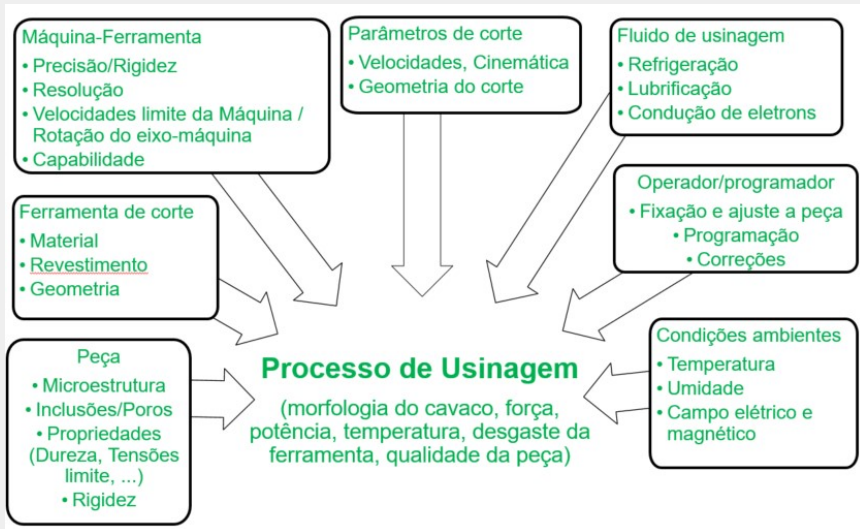 Máquina-Ferramenta
• Precisão/Rigidez
• Resolução
• Velocidades limite da Máquina /
Rotação do eixo-máquina
• Capabilidade
Parâmetros de corte
• Velocidades, Cinemática
• Geometria do corte
Fluido de usinagem
• Refrigeração
• Lubrificação
• Condução de eletrons
Operador/programador
• Fixação e ajuste a peça
• Programação
• Correções
Ferramenta de corte
• Material
• Revestimento
• Geometria
Peça
• Microestrutura
• Inclusões/Poros
• Propriedades
(Dureza, Tensões
limite, ...)
• Rigidez
Processo de Usinagem
(morfologia do cavaco, força,
potência, temperatura, desgaste da
ferramenta, qualidade da peça)
Condições ambientes
• Temperatura
• Umidade
• Campo elétrico e
magnético